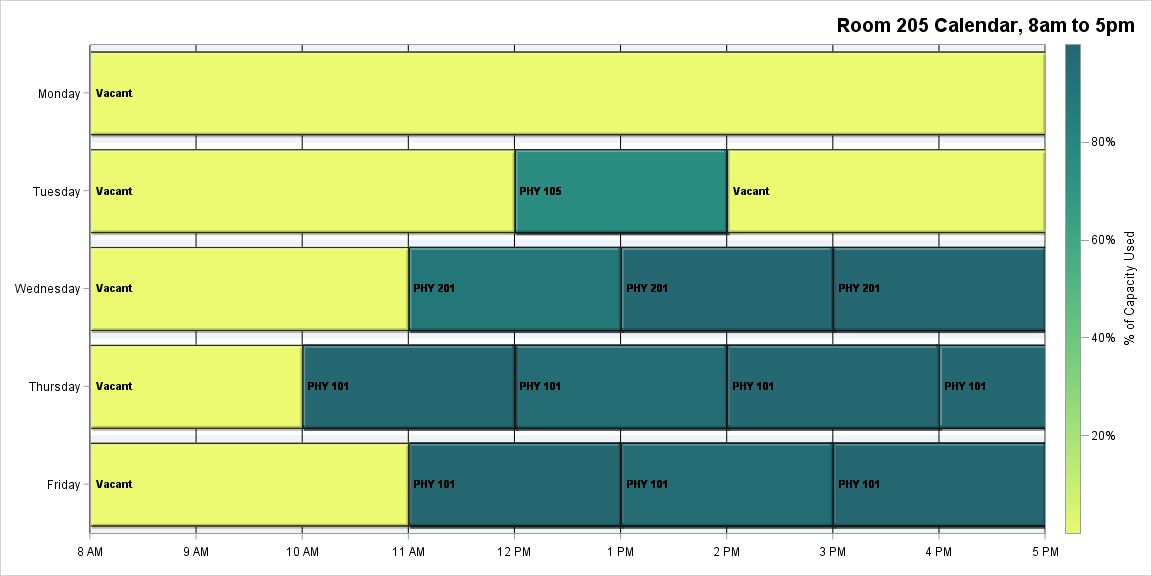 Room 205 Calendar, 8am to 5pm
Monday
Vacant
Tuesday
Vacant
PHY 105
Vacant
Wednesday
Vacant
PHY 201
PHY 201
PHY 201
Thursday
Vacant
PHY 101
PHY 101
PHY 101
PHY 101
Friday
Vacant
PHY 101
PHY 101
PHY 101
8 AM
9 AM
10 AM
11 AM
12 PM
1 PM
2 PM
3 PM
4 PM
5 PM
80%
60%
40%
20%
% of Capacity Used